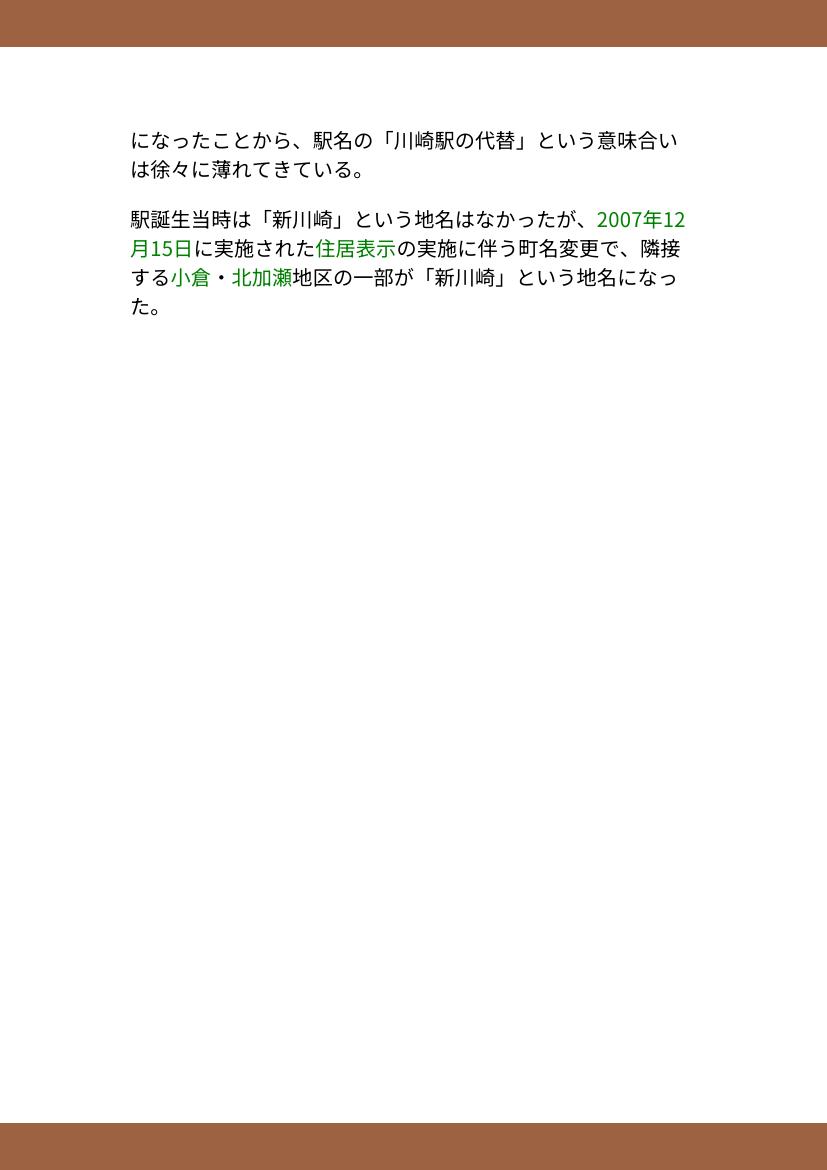 になったことから、駅名の「川崎駅の代替」という意味合い
は徐々に薄れてきている。
駅誕生当時は「新川崎」という地名はなかったが、2007年12
月15日に実施された住居表示の実施に伴う町名変更で、隣接
する小倉・北加瀬地区の一部が「新川崎」という地名になっ
た。